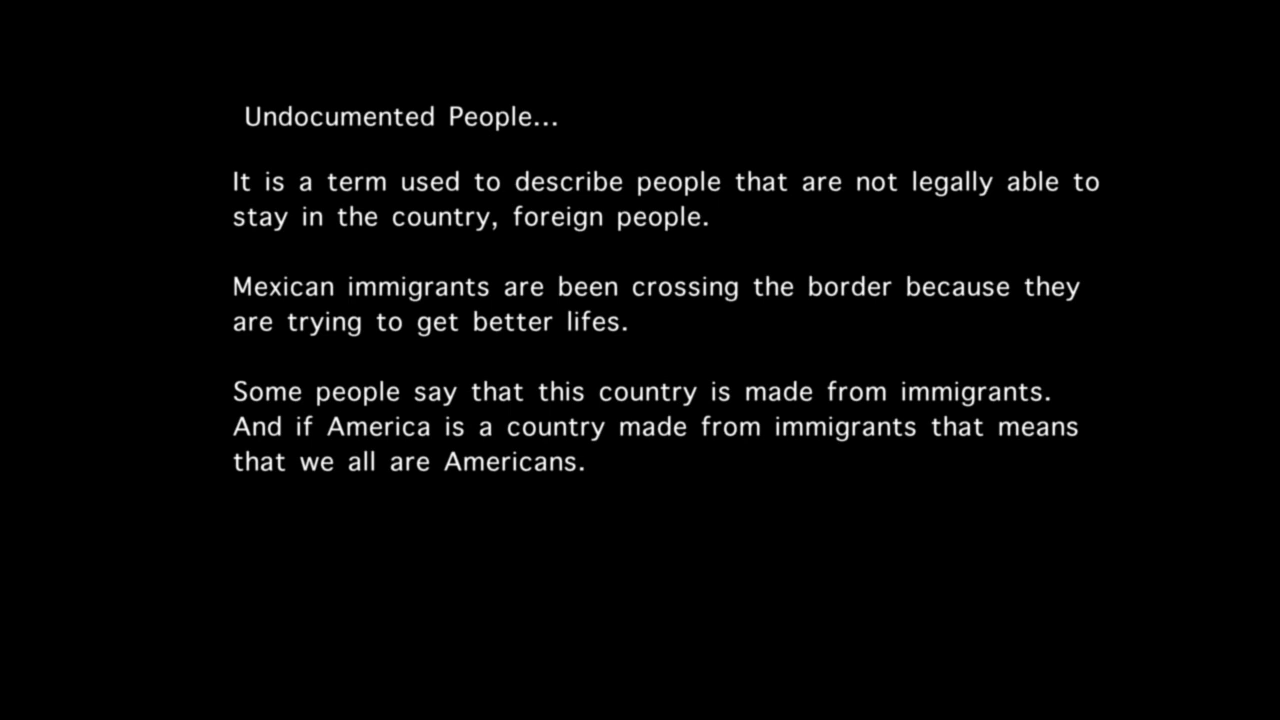 Undocumented People...
It is a term used to describe people that are not legally able to
stay in the country, foreign people.
Mexican immigrants are been crossing the border because they
are trying to get better lifes.
Some people say that this country is made from immigrants.
And if America is a country made from immigrants that means
that we all are Americans.